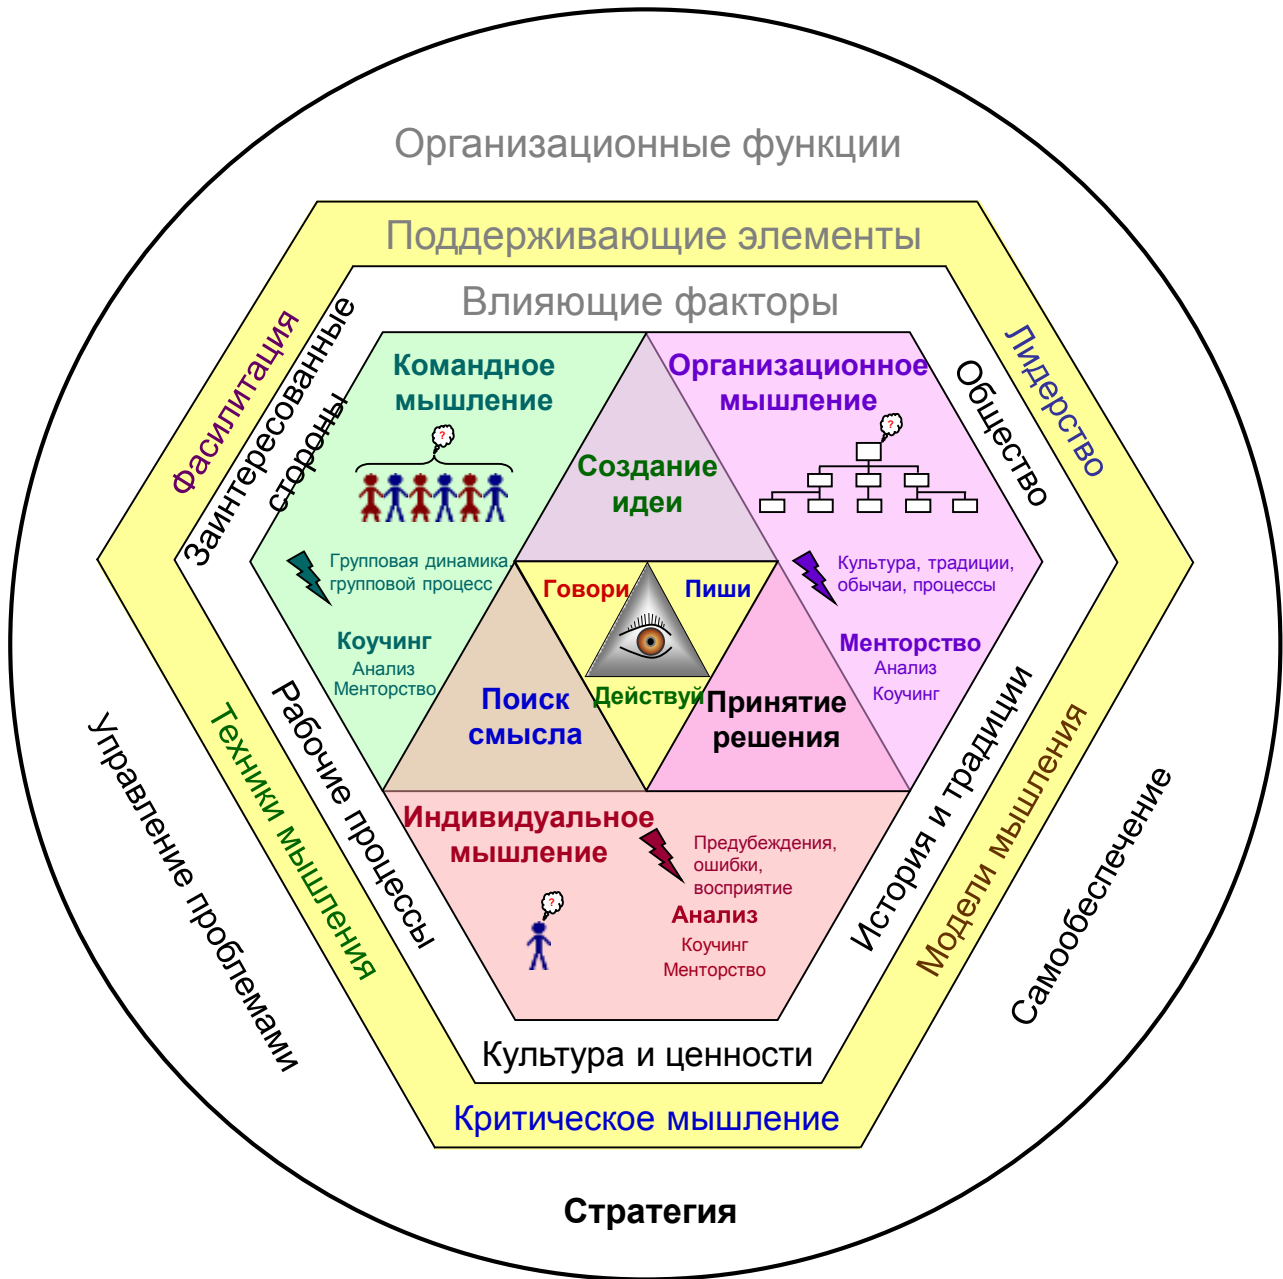 Организационные функции
Поддерживающие элементы
Влияющие факторы
Фасилитация
Заинтересованные
стороны
Лидерство
Общество
Командное
мышление
?
Групповая динамика,
групповой процесс
Коучинг
Анализ
Менторство
Создание
идеи
Организационное
мышление
?
Культура, традиции,
обычаи, процессы
Менторство
Анализ
Коучинг
Говори
Пиши
Действуй
Поиск
смысла
Принятие
решения
Индивидуальное
мышление
?
Предубеждения,
ошибки,
восприятие
Анализ
Коучинг
Менторство
Рабочие процессы
История и традиции
Культура и ценности
Техники мышления
Модели мышления
Критическое мышление
Управление проблемами
Самообеспечение
Стратегия